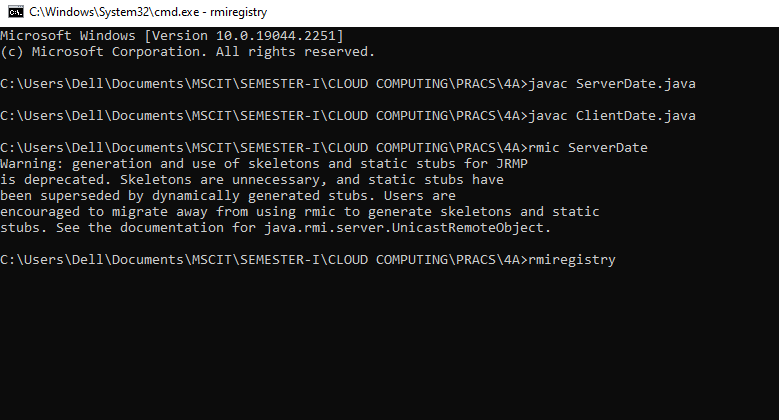 C:\Windows\System32\cmd.exe - rmiregistry
Microsoft Windows [Version 10.0.19044.2251]
(c) Microsoft Corporation. All rights reserved.
C:\Users\Dell\Documents\MSCIT\SEMESTER-I\CLOUD COMPUTING\PRACS\4A>javac ServerDate.java
C:\Users\Dell\Documents\MSCIT\SEMESTER-I\CLOUD COMPUTING\PRACS\4A>javac ClientDate.java
C:\Users\Dell\Documents\MSCIT\SEMESTER-I\CLOUD COMPUTING\PRACS\4A>rmic ServerDate
Warning: generation and use of skeletons and static stubs for JRMP
is deprecated. Skeletons are unnecessary, and static stubs have
been superseded by dynamically generated stubs. Users are
encouraged to migrate away from using rmic to generate skeletons and static
stubs. See the documentation for java.rmi.server.UnicastRemoteObject.
C:\Users\Dell\Documents\MSCIT\SEMESTER-I\CLOUD COMPUTING\PRACS\4A>rmiregistry